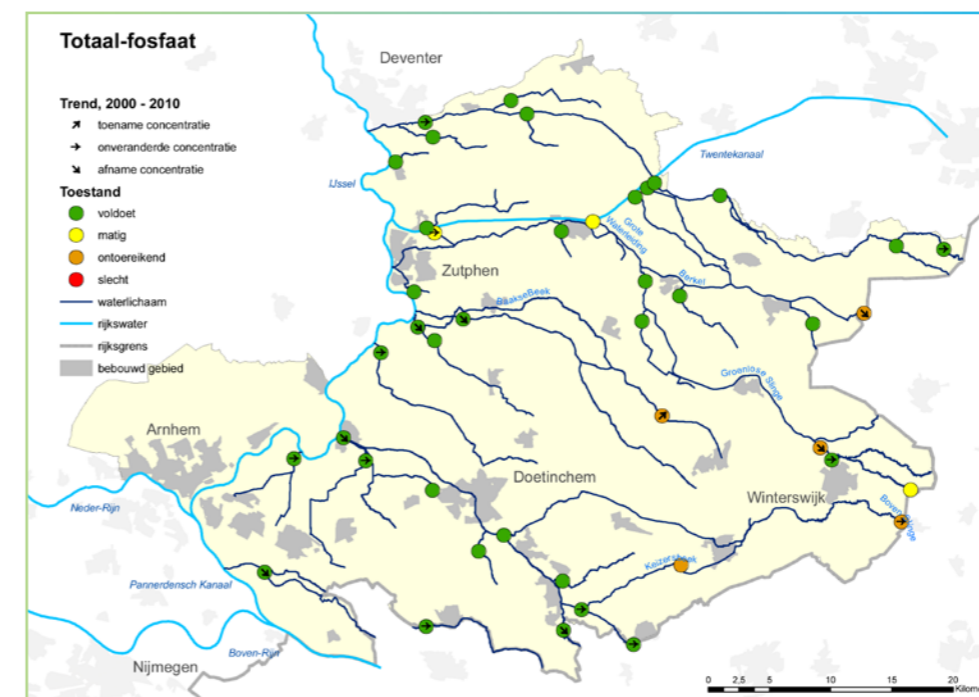 Totaal-fosfaat
Trend, 2000 - 2010
toename concentratie
onveranderde concentratie
afname concentratie
Toestand
voldoet
matig
ontoereikend
slecht
waterlichaam
rijkswater
rijksgrens
bebouwd gebied
Deventer
Twentekanaal
IJssel
Grote
Waterleiding
Zutphen
Berkel
BaakseBeek
Groenlose Slinge
Arnhem
Doetinchem
Winterswijk
Neder-Rijn
Pannerdensch Kanaal
Boven-Rijn
Nijmegen
0 2,5 5 10 15 20